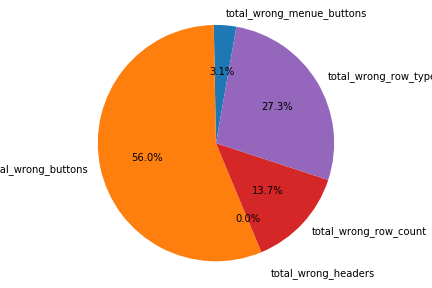 total_wrong_menue_buttons
3.1%
total_wrong_row_type
27.3%
56.0%
al_wrong_buttons
13.7%
0.0%
total_wrong_row_count
total_wrong_headers